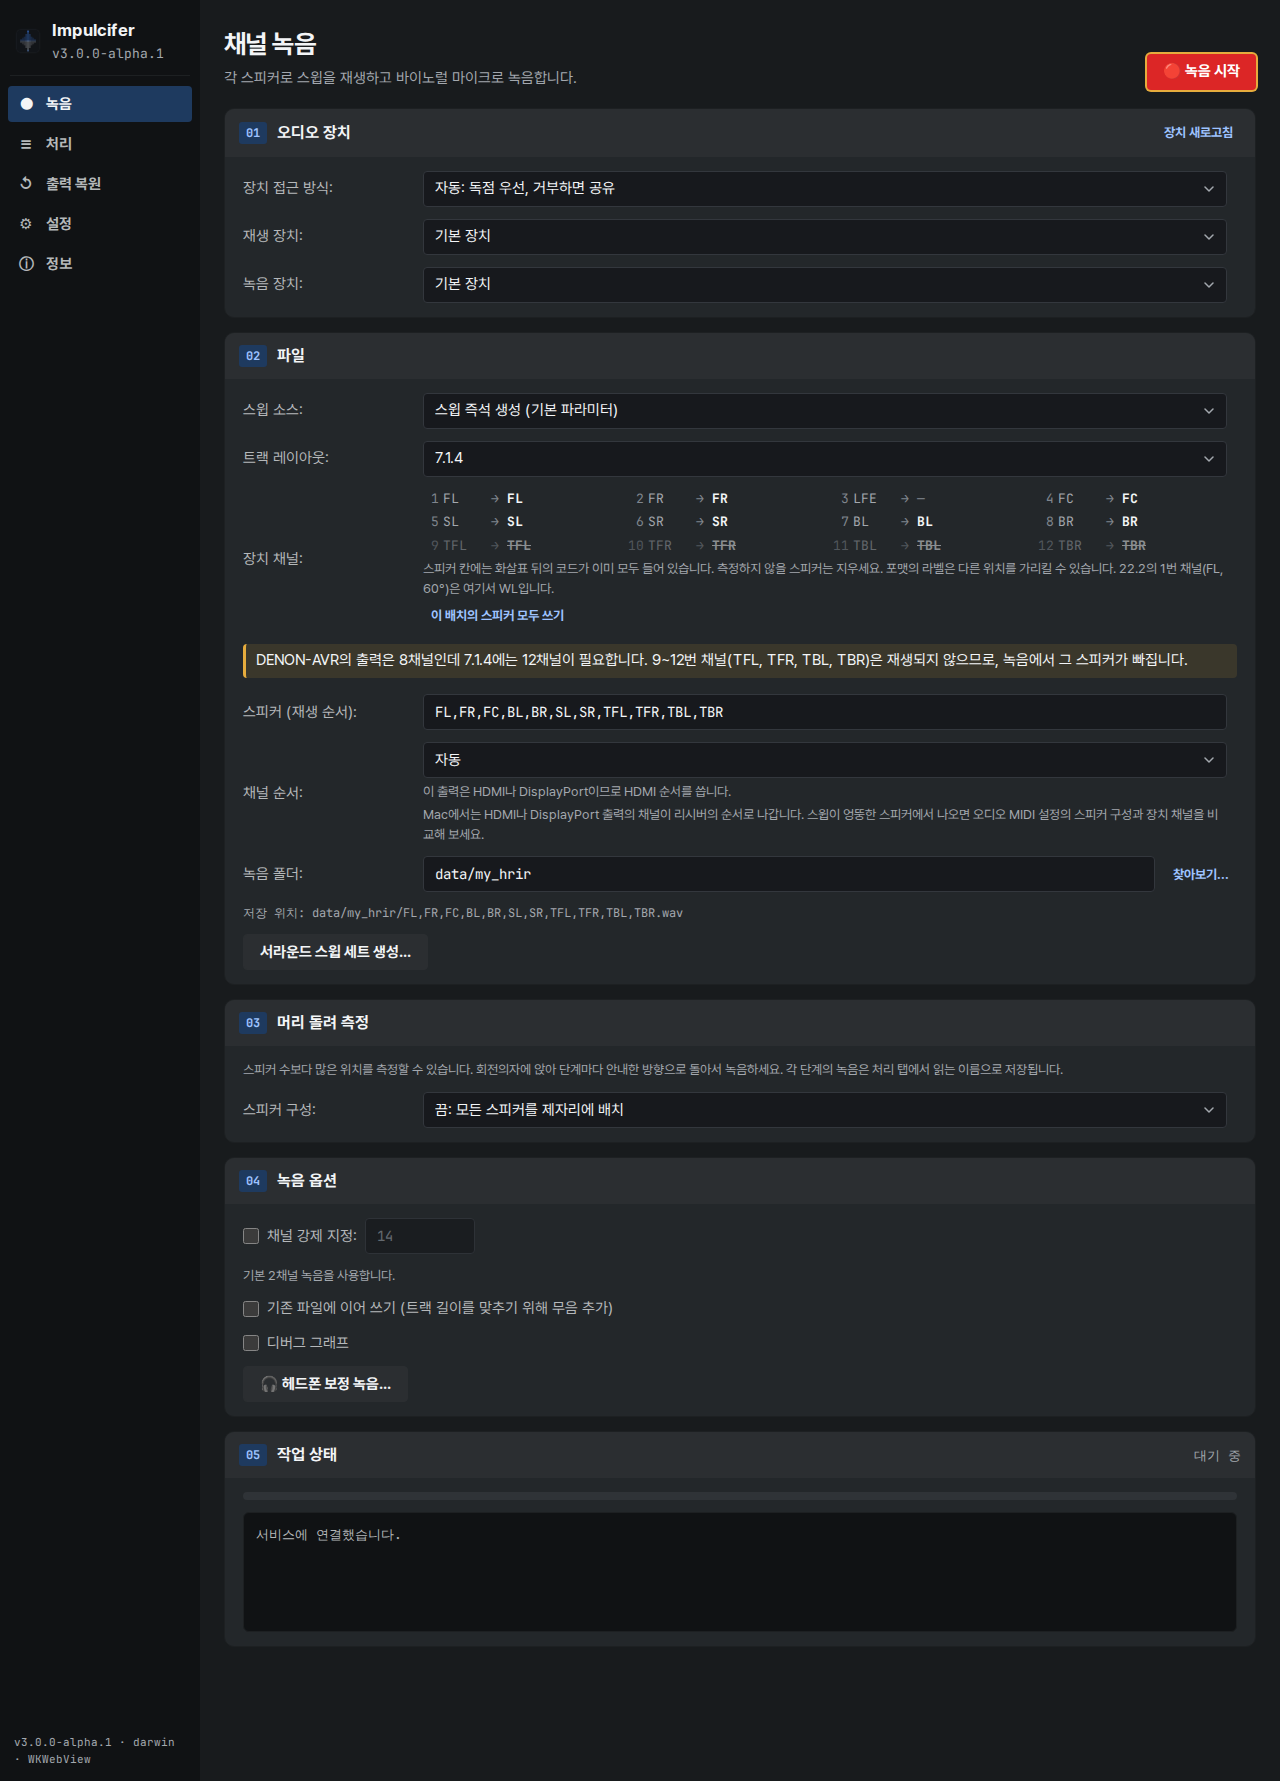 Impulcifer
v3.0.0-alpha.1
녹음
처리
출력 복원
설정
정보
채널 녹음
각 스피커로 스윕을 재생하고 바이노럴 마이크로 녹음합니다.
녹음 시작
01 오디오 장치
장치 새로고침
장치 접근 방식: 자동: 독점 우선, 거부하면 공유
재생 장치: 기본 장치
녹음 장치: 기본 장치
02 파일
스윕 소스: 스윕 즉석 생성 (기본 파라미터)
트랙 레이아웃: 7.1.4
장치 채널:
1 FL → FL 2 FR → FR 3 LFE → — 4 FC → FC
5 SL → SL 6 SR → SR 7 BL → BL 8 BR → BR
9 TFL → TFL 10 TFR → TFR 11 TBL → TBL 12 TBR → TBR
스피커 칸에는 화살표 뒤의 코드가 이미 모두 들어 있습니다. 측정하지 않을 스피커는 지우세요. 포맷의 라벨은 다른 위치를 가리킬 수 있습니다. 22.2의 1번 채널(FL,
60°)은 여기서 WL입니다.
이 배치의 스피커 모두 쓰기
DENON-AVR의 출력은 8채널인데 7.1.4에는 12채널이 필요합니다. 9~12번 채널(TFL, TFR, TBL, TBR)은 재생되지 않으므로, 녹음에서 그 스피커가 빠집니다.
스피커 (재생 순서): FL,FR,FC,BL,BR,SL,SR,TFL,TFR,TBL,TBR
채널 순서: 자동
이 출력은 HDMI나 DisplayPort이므로 HDMI 순서를 씁니다.
Mac에서는 HDMI나 DisplayPort 출력의 채널이 리시버의 순서로 나갑니다. 스윕이 엉뚱한 스피커에서 나오면 오디오 MIDI 설정의 스피커 구성과 장치 채널을 비
교해 보세요.
녹음 폴더: data/my_hrir 찾아보기...
저장 위치: data/my_hrir/FL,FR,FC,BL,BR,SL,SR,TFL,TFR,TBL,TBR.wav
서라운드 스윕 세트 생성...
03 머리 돌려 측정
스피커 수보다 많은 위치를 측정할 수 있습니다. 회전의자에 앉아 단계마다 안내한 방향으로 돌아서 녹음하세요. 각 단계의 녹음은 처리 탭에서 읽는 이름으로 저장됩니다.
스피커 구성: 끔: 모든 스피커를 제자리에 배치
04 녹음 옵션
채널 강제 지정: 14
기본 2채널 녹음을 사용합니다.
기존 파일에 이어 쓰기 (트랙 길이를 맞추기 위해 무음 추가)
디버그 그래프
헤드폰 보정 녹음...
05 작업 상태
대기 중
서비스에 연결했습니다.
v3.0.0-alpha.1 · darwin
· WKWebView